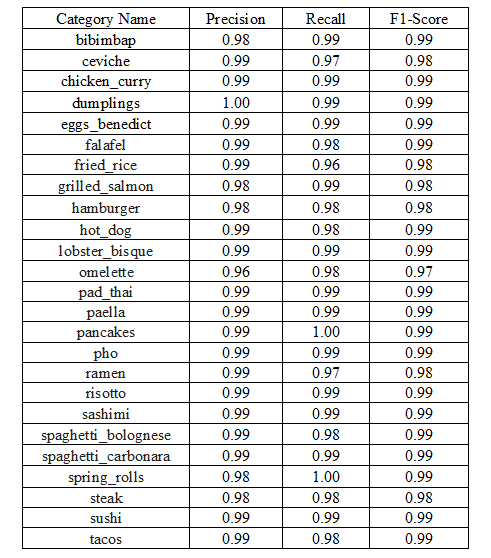 Category Name Precision Recall F1-Score
bibimbap 0.98 0.99 0.99
ceviche 0.99 0.97 0.98
chicken_curry 0.99 0.99 0.99
dumplings 1.00 0.99 0.99
eggs_benedict 0.99 0.99 0.99
falafel 0.99 0.98 0.99
fried_rice 0.99 0.96 0.98
grilled_salmon 0.98 0.99 0.98
hamburger 0.98 0.98 0.98
hot_dog 0.99 0.98 0.99
lobster_bisque 0.99 0.99 0.99
omelette 0.96 0.98 0.97
pad_thai 0.99 0.99 0.99
paella 0.99 0.99 0.99
pancakes 0.99 1.00 0.99
pho 0.99 0.99 0.99
ramen 0.99 0.97 0.98
risotto 0.99 0.99 0.99
sashimi 0.99 0.99 0.99
spaghetti_bolognese 0.99 0.98 0.99
spaghetti_carbonara 0.99 0.99 0.99
spring_rolls 0.98 1.00 0.99
steak 0.98 0.98 0.98
sushi 0.99 0.99 0.99
tacos 0.99 0.98 0.99